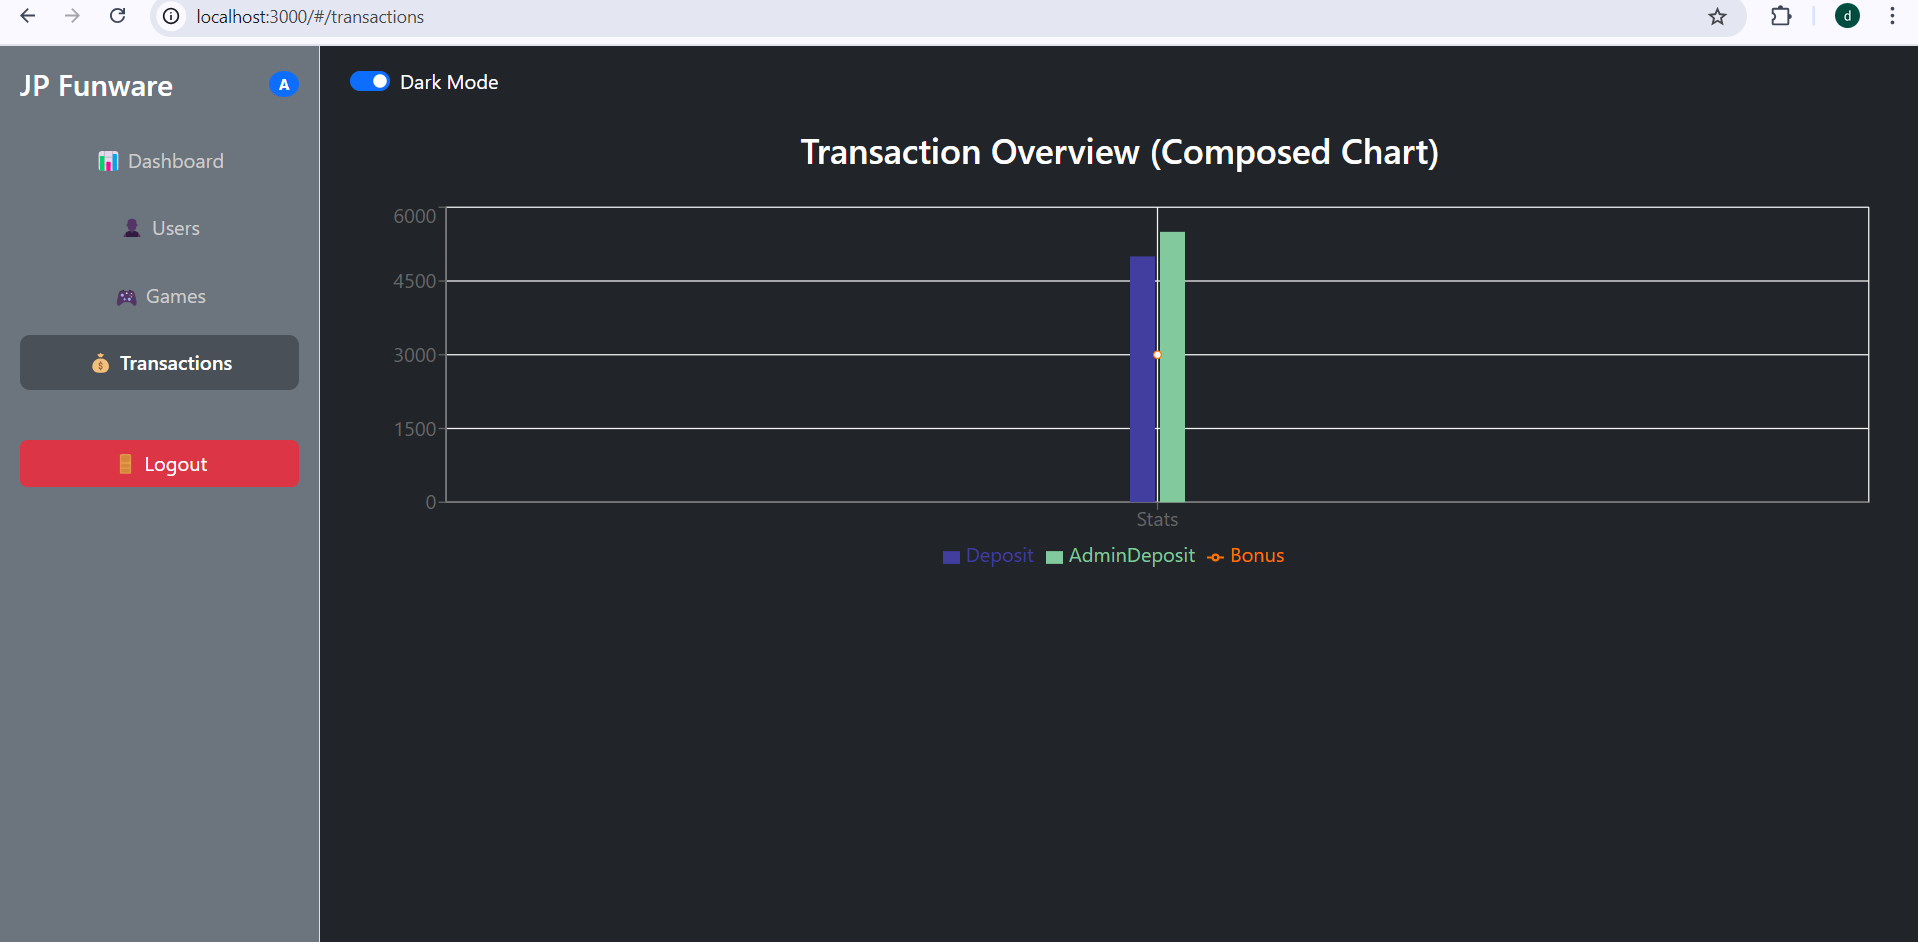 localhost:3000/#/transactions
d
JP Funware
A
Dashboard
Users
Games
Transactions
Logout
Dark Mode
Transaction Overview (Composed Chart)
6000
4500
3000
1500
0
Stats
Deposit AdminDeposit Bonus